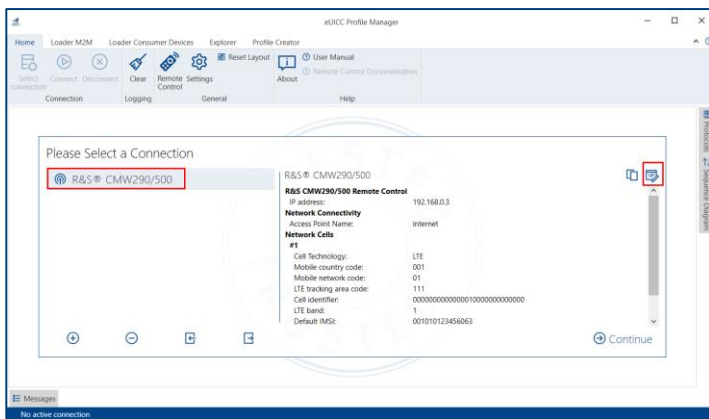 eUICC Profile Manager
Home Loader M2M Loader Consumer Devices Explorer Profile Creator
Select connection
Connect
Disconnect
Clear
Remote Control
Settings
Reset Layout
About
User Manual
Remote Control Documentation
Connection Logging General Help
Please Select a Connection
R&S® CMW290/500
R&S® CMW290/500
R&S CMW290/500 Remote Control
IP address: 192.168.0.3
Network Connectivity
Access Point Name: internet
Network Cells
#1
Cell Technology: LTE
Mobile country code: 001
Mobile network code: 01
LTE tracking area code: 111
LTE band: 1
Default IMSI: 001010123456063
Continue
Protocols
Sequence Diagram
Messages
No active connection